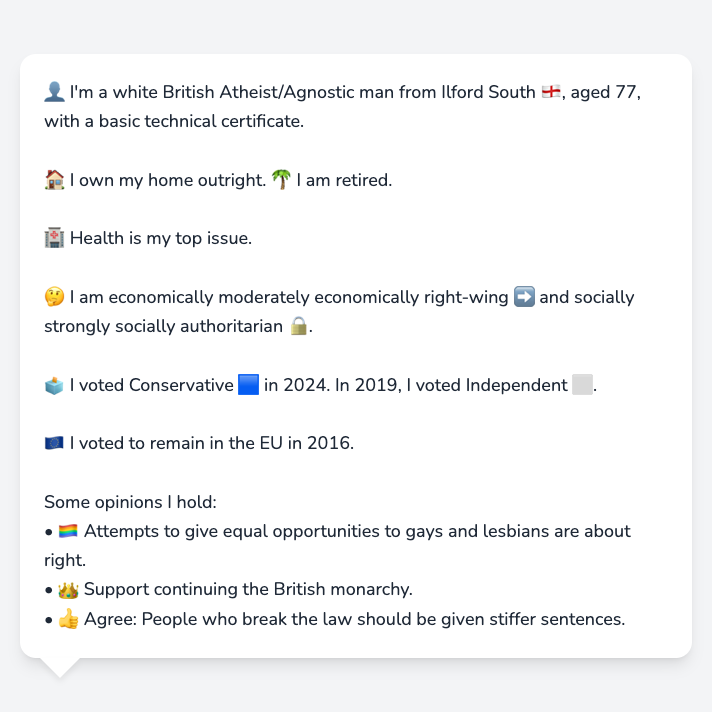 👤 I'm a white British Atheist/Agnostic man from Ilford South 🏴󠁧󠁢󠁥󠁮󠁧󠁿, aged 77,
with a basic technical certificate.
🏠 I own my home outright. 🌴 I am retired.
🏥 Health is my top issue.
🤔 I am economically moderately economically right-wing ➡️ and socially
strongly socially authoritarian 🔒.
🗳️ I voted Conservative 🟦 in 2024. In 2019, I voted Independent ⬜.
🇪🇺 I voted to remain in the EU in 2016.
Some opinions I hold:
• 🏳️‍🌈 Attempts to give equal opportunities to gays and lesbians are about
right.
• 👑 Support continuing the British monarchy.
• 👍 Agree: People who break the law should be given stiffer sentences.